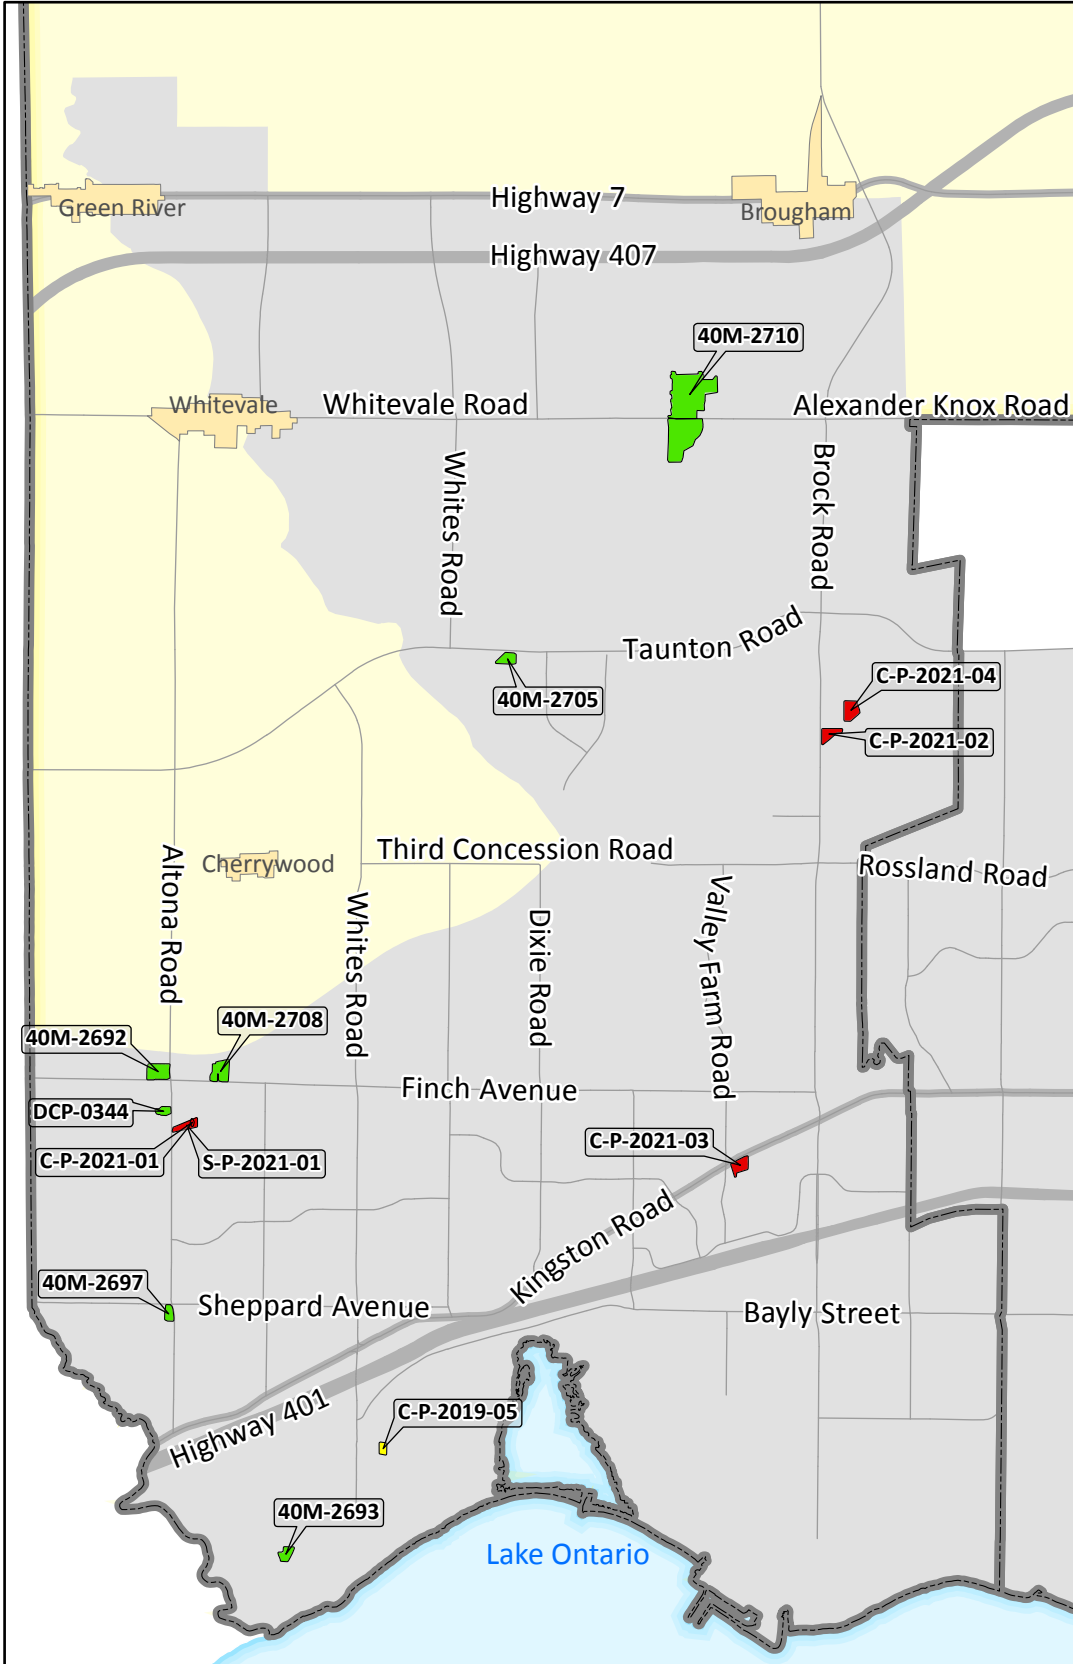 Highway 7
Green River
Brougham
Highway 407
40M-2710
Whitevale
Whitevale Road
Alexander Knox Road
Whites Road
Brock Road
Taunton Road
C-P-2021-04
40M-2705
C-P-2021-02
Third Concession Road
Cherrywood
Rossland Road
Altona Road
Whites Road
Dixie Road
Valley Farm Road
40M-2708
40M-2692
Finch Avenue
DCP-0344
C-P-2021-01
S-P-2021-01
C-P-2021-03
Kingston Road
40M-2697
Sheppard Avenue
Bayly Street
Highway 401
C-P-2019-05
40M-2693
Lake Ontario